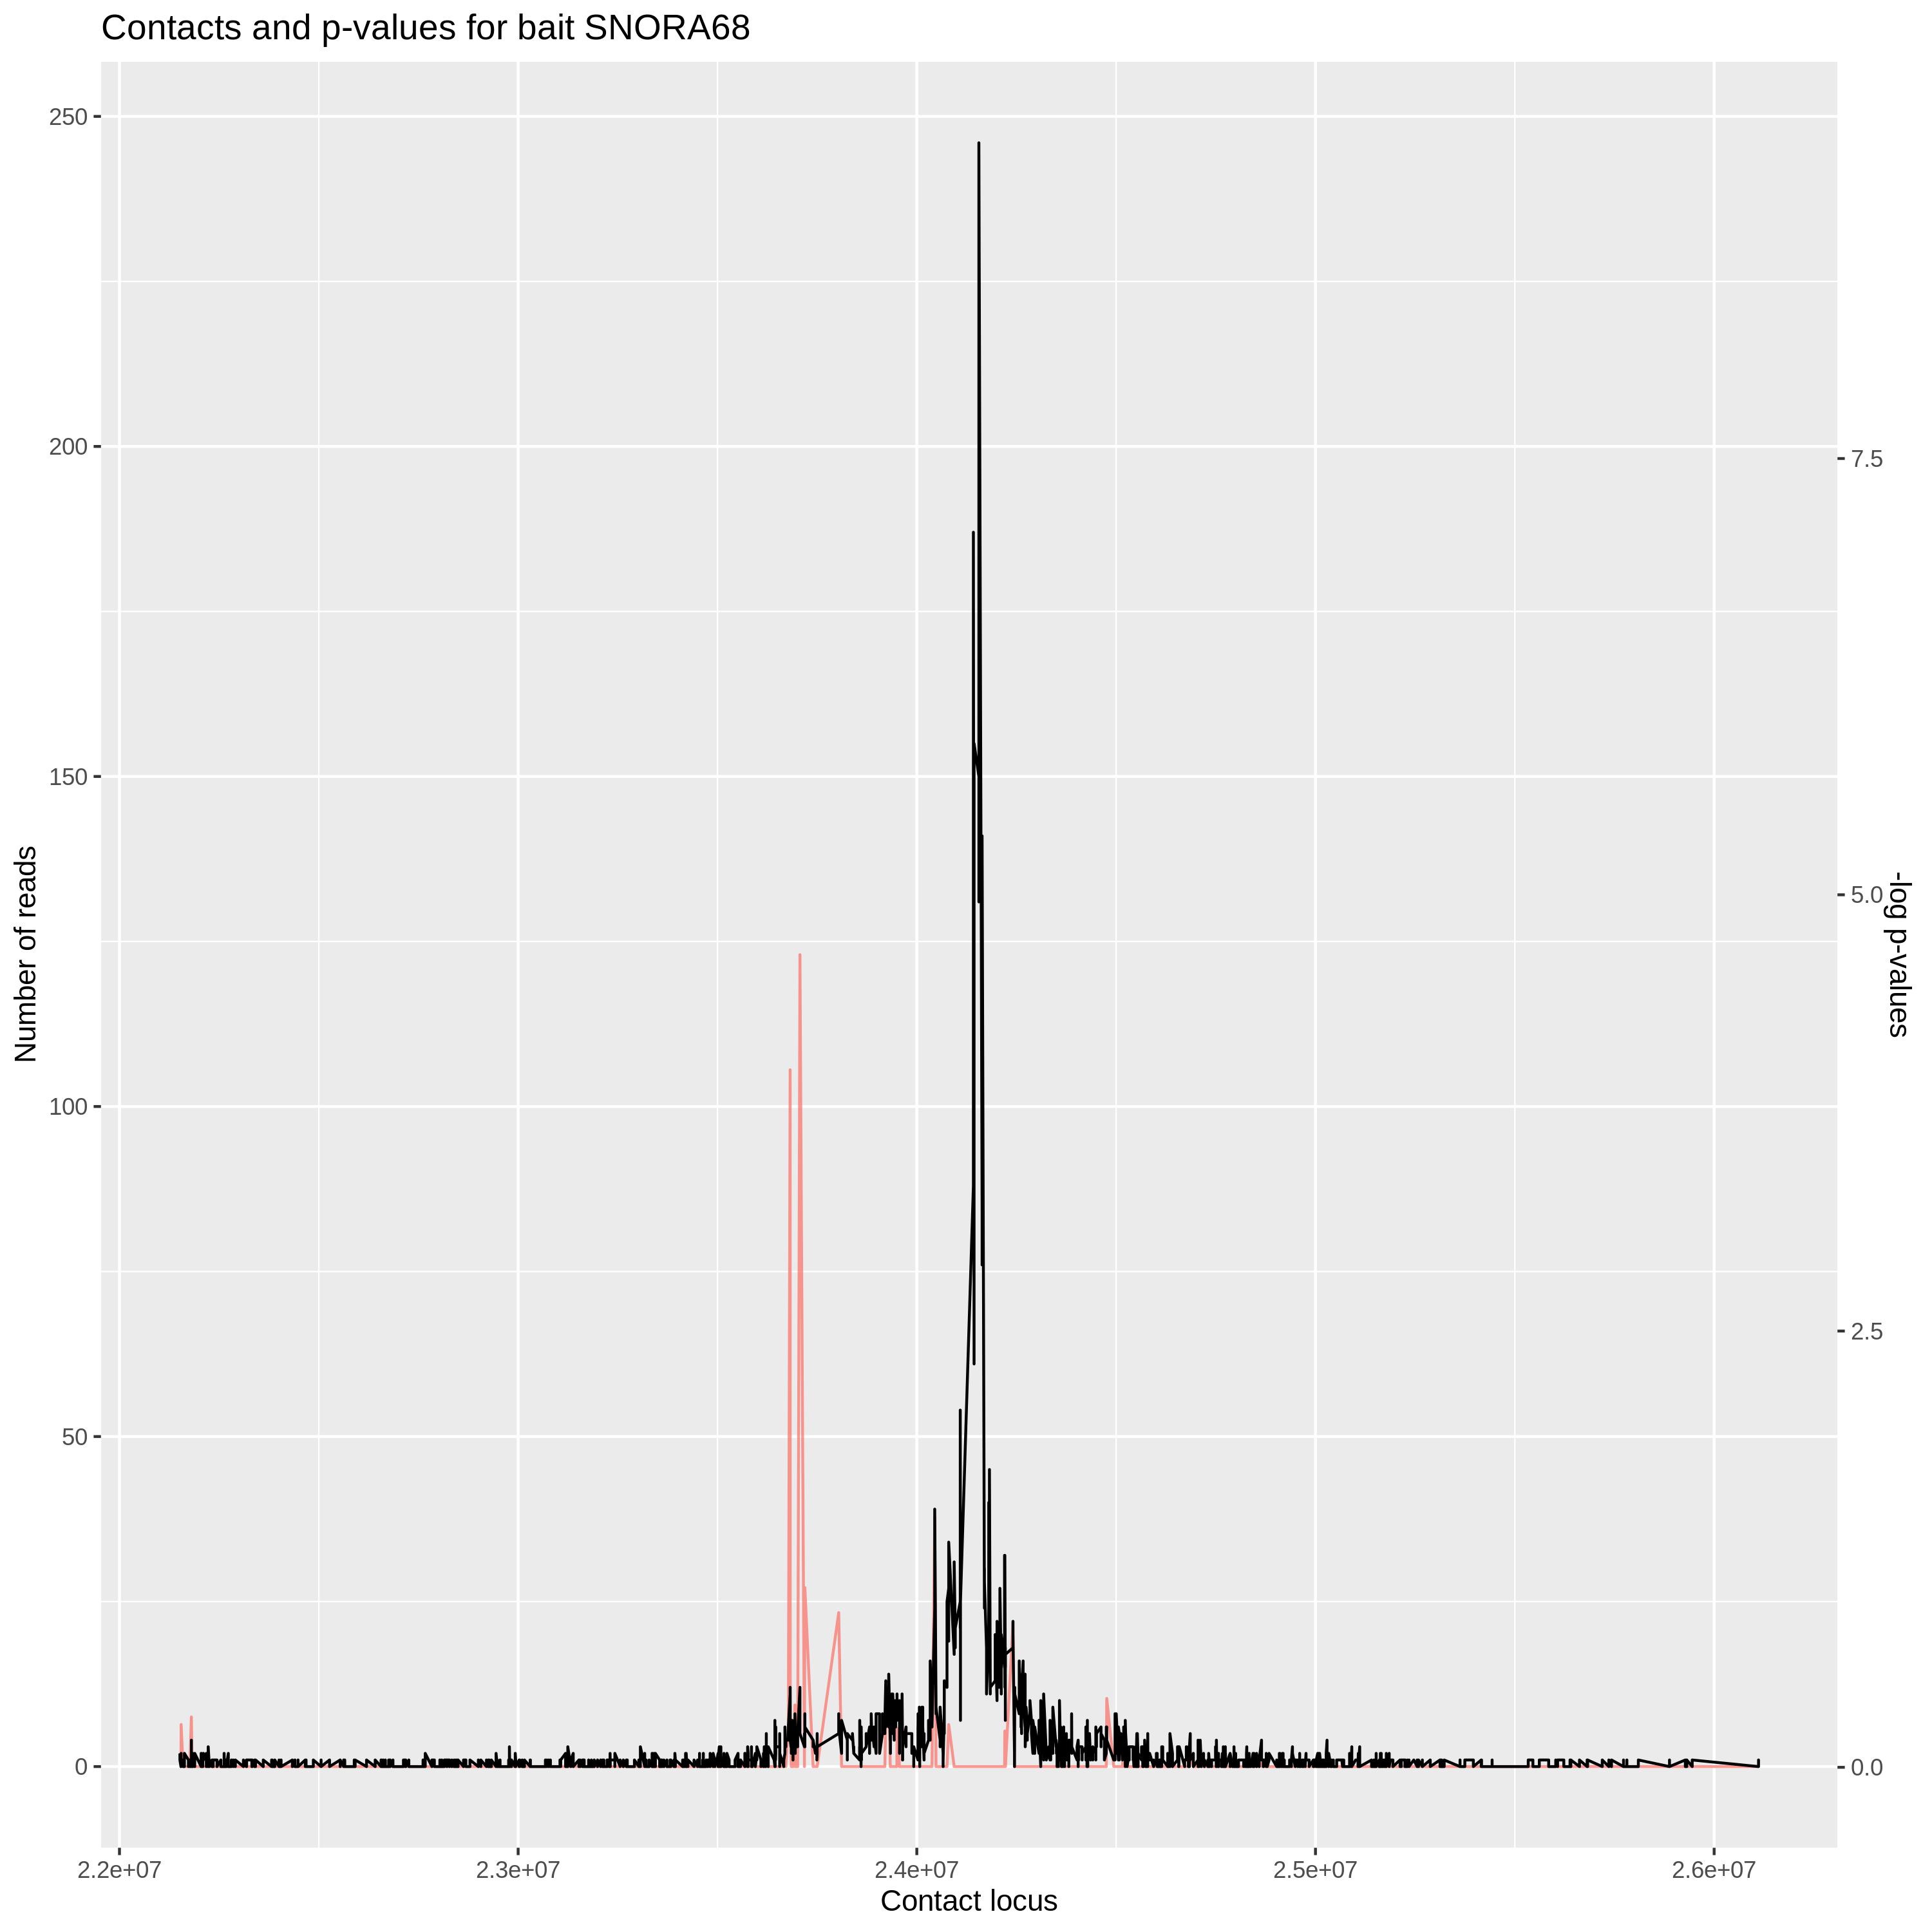 Contacts and p-values for bait SNORA68
250
200
150
100
50
0
Number of reads
7.5
5.0
2.5
0.0
-log p-values
2.2e+07 2.3e+07 2.4e+07 2.5e+07 2.6e+07
Contact locus